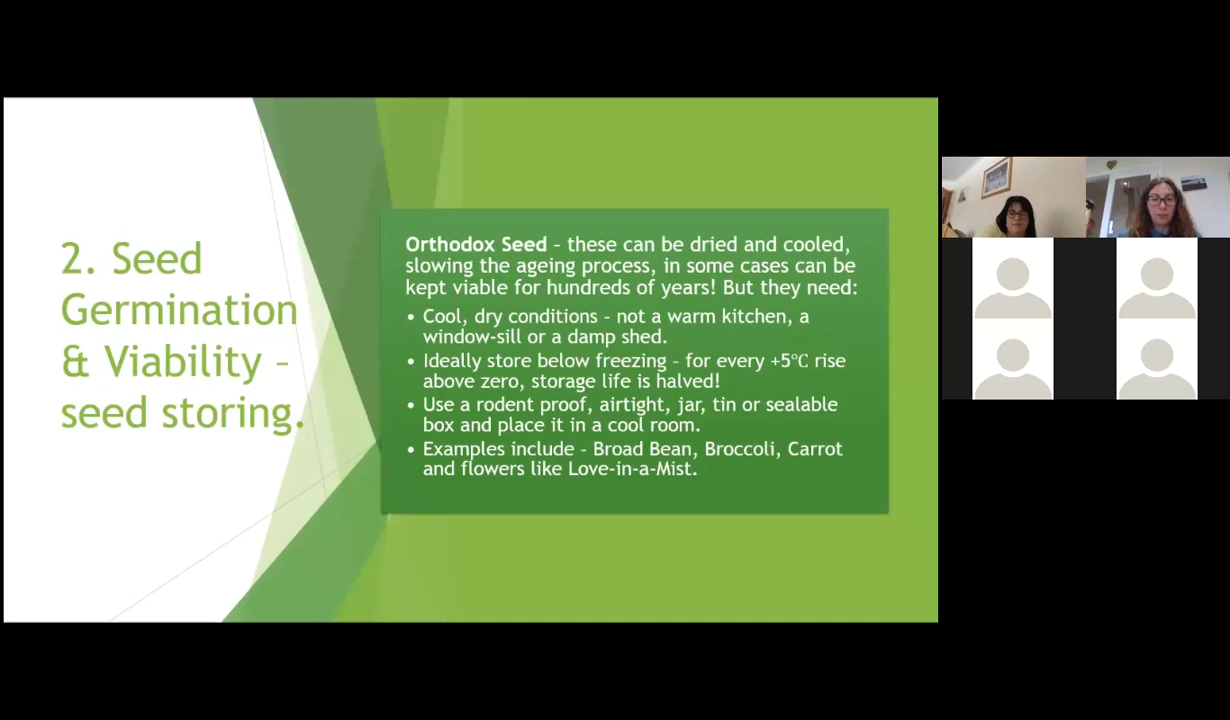 2. Seed
Germination
& Viability –
seed storing.
Orthodox Seed – these can be dried and cooled,
slowing the ageing process, in some cases can be
kept viable for hundreds of years! But they need:
• Cool, dry conditions – not a warm kitchen, a
window-sill or a damp shed.
• Ideally store below freezing – for every +5°C rise
above zero, storage life is halved!
• Use a rodent proof, airtight, jar, tin or sealable
box and place it in a cool room.
• Examples include – Broad Bean, Broccoli, Carrot
and flowers like Love-in-a-Mist.